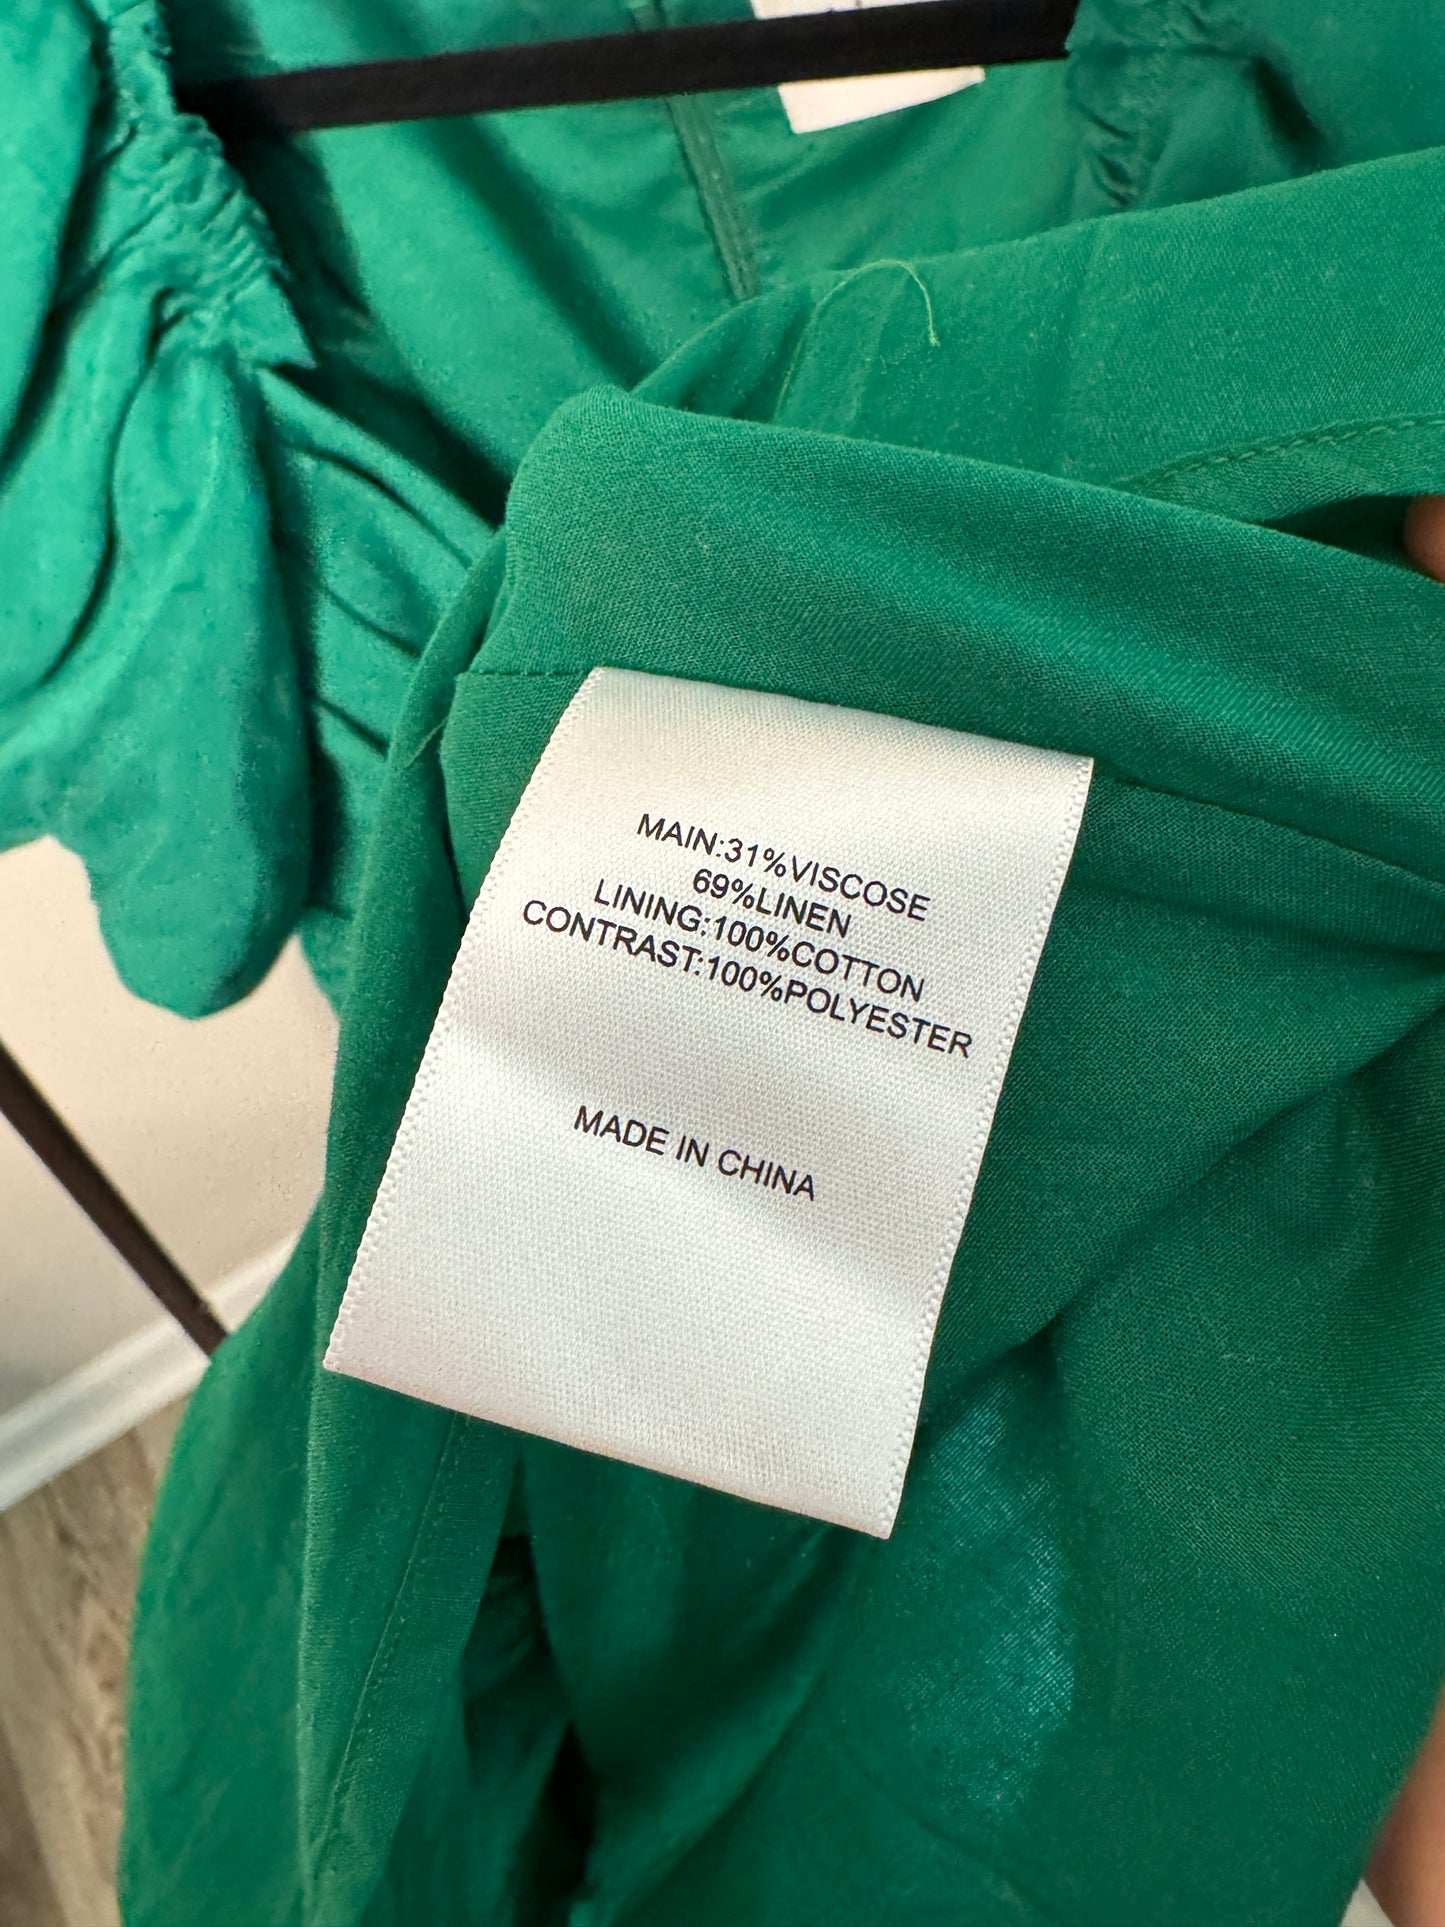 MAIN:31%VISCOSE
69%LINEN
LINING:100%COTTON
CONTRAST:100%POLYESTER
MADE IN CHINA